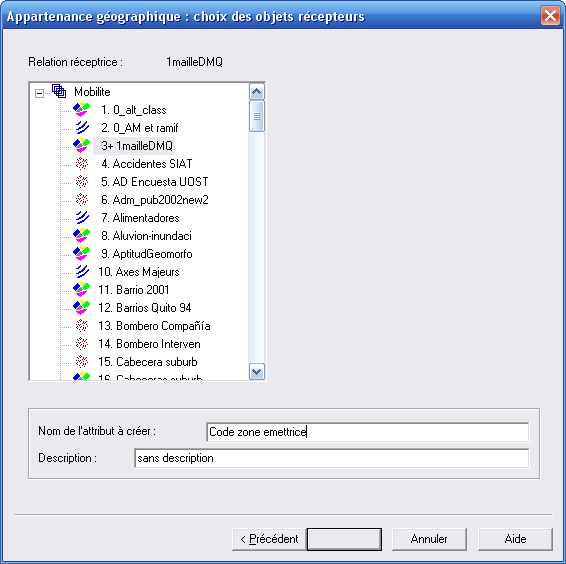 Appartenance géographique : choix des objets récepteurs
Relation réceptrice : 1mailleDMQ
Mobilite
1. 0_alt_class
2. 0_AM et ramif
3+ 1mailleDMQ
4. Accidentes SIAT
5. AD Encuesta UOST
6. Adm_pub2002new2
7. Alimentadores
8. Aluvion-inundaci
9. AptitudGeomorfo
10. Axes Majeurs
11. Barrio 2001
12. Barrios Quito 94
13. Bombero Compañía
14. Bombero Interven
15. Cabecera suburb
16. Cabeceras suburb
Nom de l'attribut à créer : Code zone emettrice
Description : sans description
< Précédent Annuler Aide